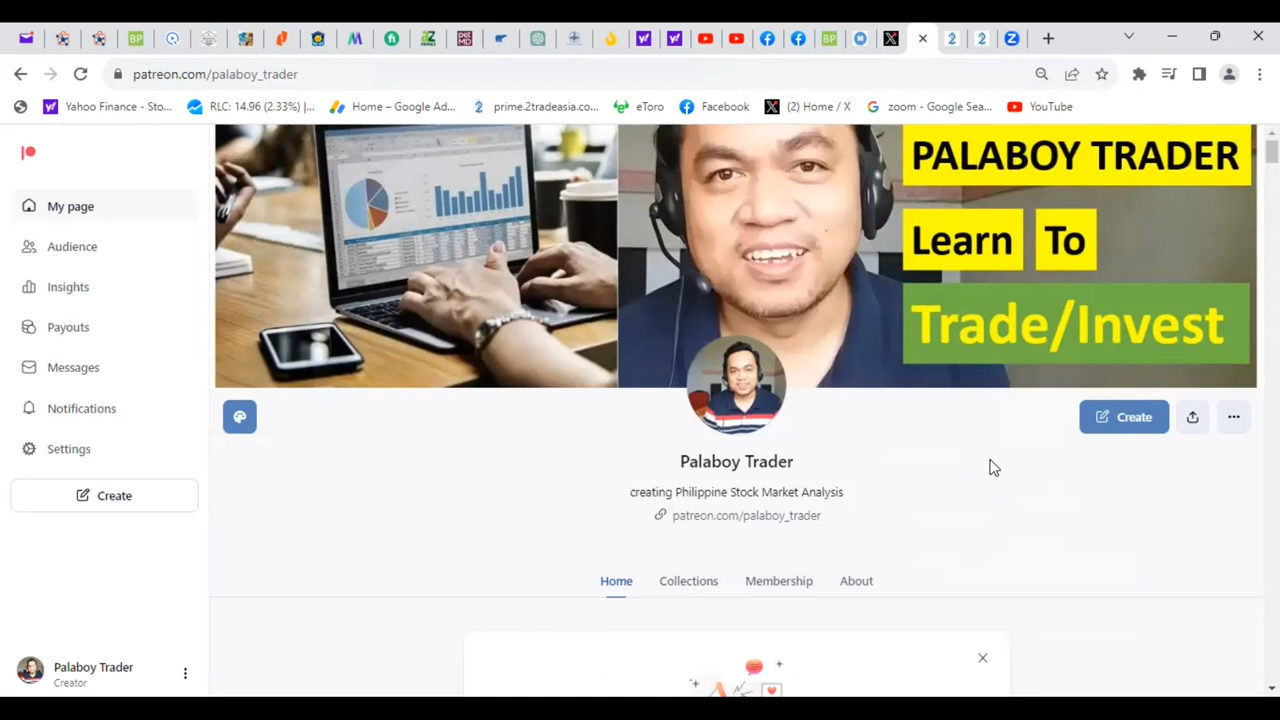 patreon.com/palaboy_trader
Yahoo Finance - Sto...
RLC: 14.96 (2.33%) |...
Home – Google Ad...
prime.2tradeasia.co...
eToro
Facebook
(2) Home / X
zoom - Google Sea...
YouTube
My page
Audience
Insights
Payouts
Messages
Notifications
Settings
Create
PALABOY TRADER
Learn To
Trade/Invest
Create
Palaboy Trader
creating Philippine Stock Market Analysis
patreon.com/palaboy_trader
Home
Collections
Membership
About
Palaboy Trader
Creator